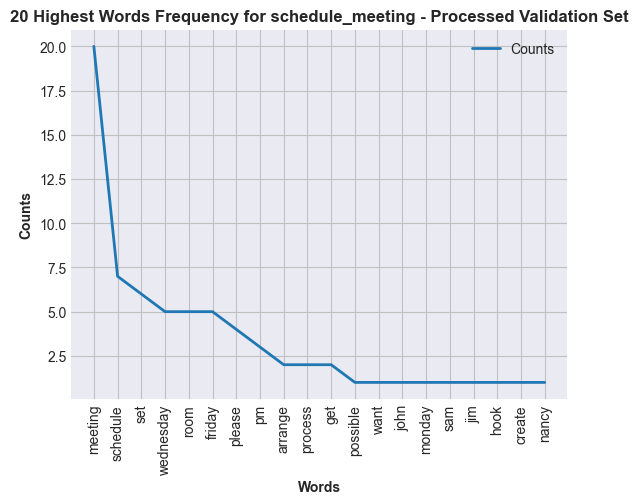 20 Highest Words Frequency for schedule_meeting - Processed Validation Set
Counts
20.0
17.5
15.0
12.5
10.0
7.5
5.0
2.5
Counts
meeting
schedule
set
wednesday
room
friday
please
pm
arrange
process
get
possible
want
john
monday
sam
jim
hook
create
nancy
Words